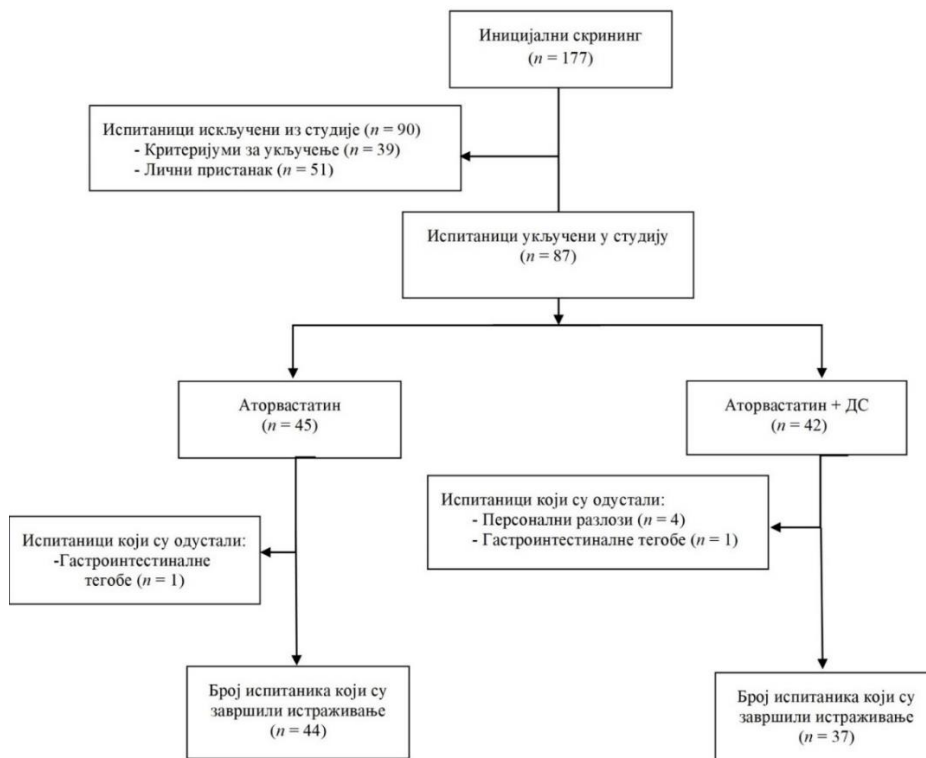 Иницијални скрининг
(n = 177)
Испитаници искључени из студије (n = 90)
- Критеријуми за укључење (n = 39)
- Лични пристанак (n = 51)
Испитаници укључени у студију
(n = 87)
Аторвастатин
(n = 45)
Аторвастатин + ДС
(n = 42)
Испитаници који су одустали:
-Гастроинтестиналне
тегобе (n = 1)
Испитаници који су одустали:
- Персонални разлози (n = 4)
- Гастроинтестиналне тегобе (n = 1)
Број испитаника који су
завршили истраживање
(n = 44)
Број испитаника који су
завршили истраживање
(n = 37)